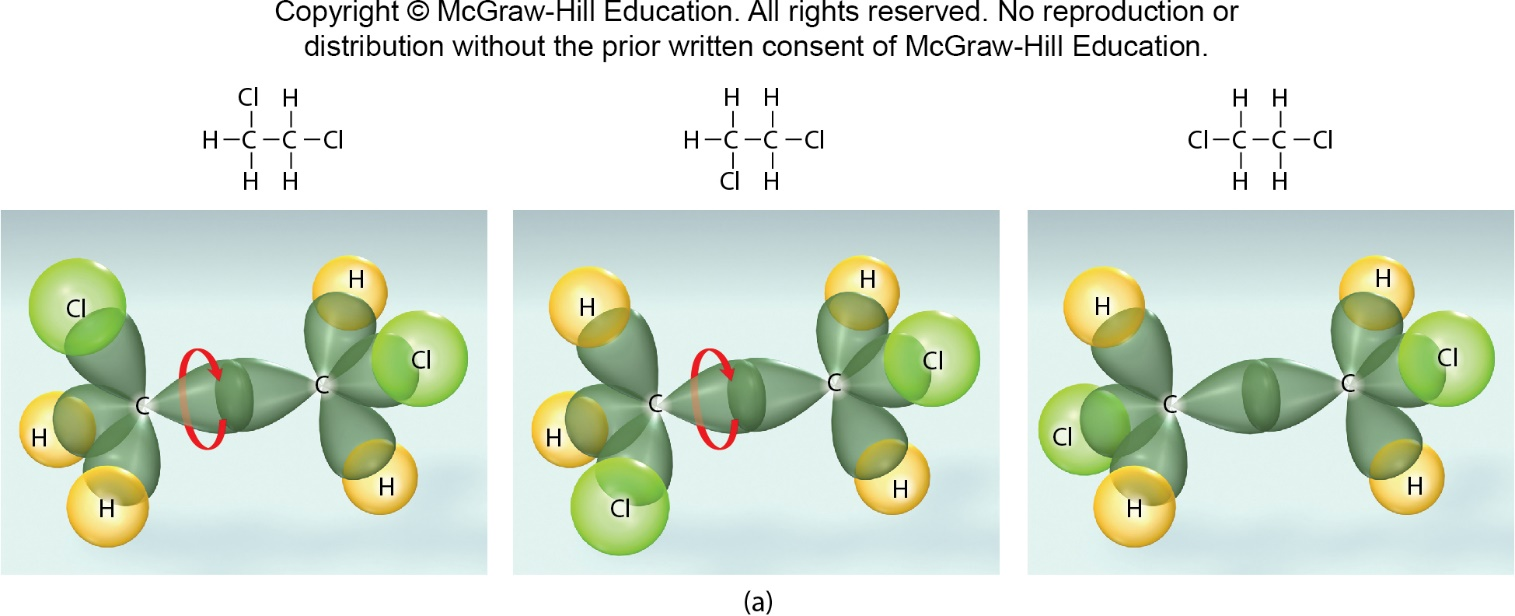 Copyright © McGraw-Hill Education. All rights reserved. No reproduction or
distribution without the prior written consent of McGraw-Hill Education.
Cl H
H–C–C–Cl
H H
H H
H–C–C–Cl
Cl H
H H
Cl–C–C–Cl
H H
Cl
H
H
C
C
H
Cl
H
H
H
Cl
C
C
H
Cl
H
H
Cl
H
C
C
H
Cl
H
(a)